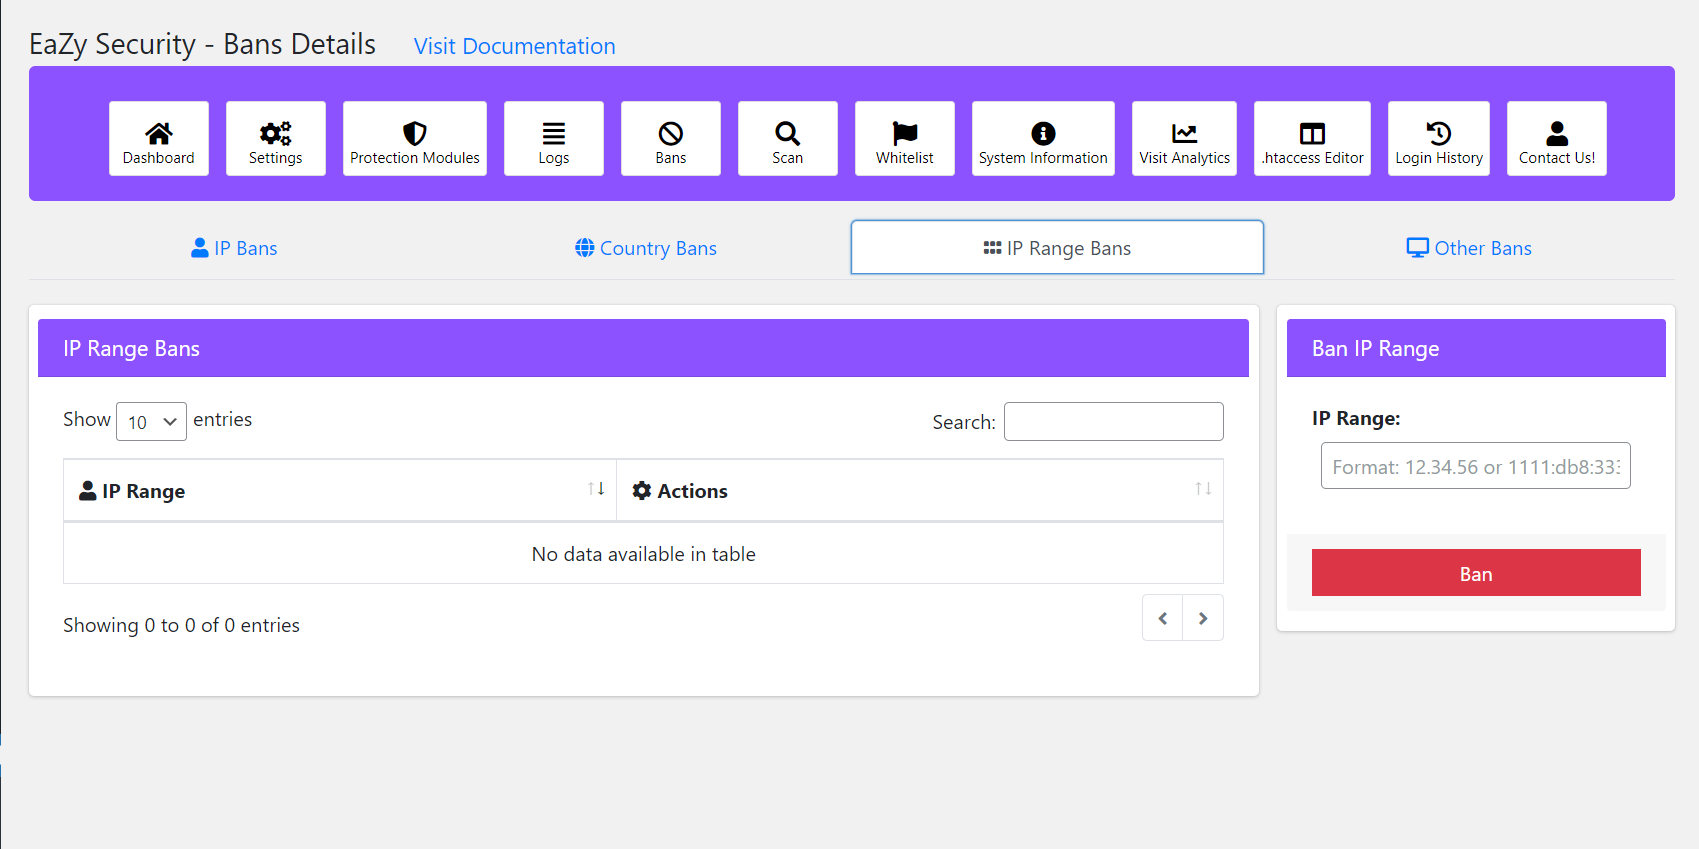 EaZy Security - Bans Details Visit Documentation
Dashboard Settings Protection Modules Logs Bans Scan Whitelist System Information Visit Analytics .htaccess Editor Login History Contact Us!
IP Bans Country Bans IP Range Bans Other Bans
IP Range Bans
Show 10 entries Search:
IP Range Actions
No data available in table
Showing 0 to 0 of 0 entries
Ban IP Range
IP Range:
Format: 12.34.56 or 1111:db8:333
Ban